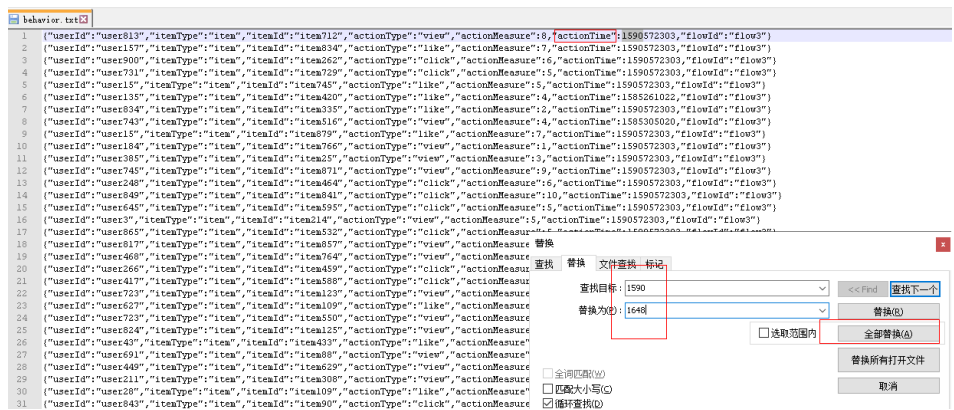 behavior.txt
1 {"userId":"user813","itemType":"item","itemId":"item712","actionType":"view","actionMeasure":8,"actionTime":1590572303,"flowId":"flow3"}
2 {"userId":"user157","itemType":"item","itemId":"item834","actionType":"like","actionMeasure":7,"actionTime":1590572303,"flowId":"flow3"}
3 {"userId":"user900","itemType":"item","itemId":"item262","actionType":"click","actionMeasure":6,"actionTime":1590572303,"flowId":"flow3"}
4 {"userId":"user731","itemType":"item","itemId":"item729","actionType":"click","actionMeasure":5,"actionTime":1590572303,"flowId":"flow3"}
5 {"userId":"user15","itemType":"item","itemId":"item745","actionType":"like","actionMeasure":5,"actionTime":1590572303,"flowId":"flow3"}
6 {"userId":"user135","itemType":"item","itemId":"item420","actionType":"like","actionMeasure":4,"actionTime":1585261022,"flowId":"flow3"}
7 {"userId":"user834","itemType":"item","itemId":"item335","actionType":"like","actionMeasure":2,"actionTime":1590572303,"flowId":"flow3"}
8 {"userId":"user743","itemType":"item","itemId":"item516","actionType":"view","actionMeasure":4,"actionTime":1585305020,"flowId":"flow3"}
9 {"userId":"user15","itemType":"item","itemId":"item879","actionType":"like","actionMeasure":7,"actionTime":1590572303,"flowId":"flow3"}
10 {"userId":"user184","itemType":"item","itemId":"item766","actionType":"view","actionMeasure":1,"actionTime":1590572303,"flowId":"flow3"}
11 {"userId":"user385","itemType":"item","itemId":"item25","actionType":"view","actionMeasure":3,"actionTime":1590572303,"flowId":"flow3"}
12 {"userId":"user745","itemType":"item","itemId":"item871","actionType":"view","actionMeasure":9,"actionTime":1590572303,"flowId":"flow3"}
13 {"userId":"user248","itemType":"item","itemId":"item464","actionType":"click","actionMeasure":6,"actionTime":1590572303,"flowId":"flow3"}
14 {"userId":"user849","itemType":"item","itemId":"item841","actionType":"click","actionMeasure":10,"actionTime":1590572303,"flowId":"flow3"}
15 {"userId":"user645","itemType":"item","itemId":"item595","actionType":"click","actionMeasure":5,"actionTime":1590572303,"flowId":"flow3"}
16 {"userId":"user3","itemType":"item","itemId":"item214","actionType":"view","actionMeasure":5,"actionTime":1590572303,"flowId":"flow3"}
17 {"userId":"user865","itemType":"item","itemId":"item532","actionType":"click","actionMeasure":5,"actionTime":1590572303,"flowId":"flow3"}
18 {"userId":"user817","itemType":"item","itemId":"item857","actionType":"view","actionMeasure
19 {"userId":"user468","itemType":"item","itemId":"item764","actionType":"view","actionMeasure
20 {"userId":"user266","itemType":"item","itemId":"item459","actionType":"click","actionMeasure
21 {"userId":"user417","itemType":"item","itemId":"item588","actionType":"click","actionMeasure
22 {"userId":"user723","itemType":"item","itemId":"item123","actionType":"view","actionMeasure
23 {"userId":"user627","itemType":"item","itemId":"item109","actionType":"like","actionMeasure
24 {"userId":"user723","itemType":"item","itemId":"item550","actionType":"view","actionMeasure
25 {"userId":"user824","itemType":"item","itemId":"item125","actionType":"view","actionMeasure
26 {"userId":"user43","itemType":"item","itemId":"item433","actionType":"like","actionMeasure"
27 {"userId":"user691","itemType":"item","itemId":"item88","actionType":"view","actionMeasure"
28 {"userId":"user449","itemType":"item","itemId":"item629","actionType":"view","actionMeasure
29 {"userId":"user211","itemType":"item","itemId":"item308","actionType":"view","actionMeasure
30 {"userId":"user28","itemType":"item","itemId":"item109","actionType":"like","actionMeasure"
31 {"userId":"user843","itemType":"item","itemId":"item90","actionType":"click","actionMeasure
替换
查找 替换 文件查找 标记
查找目标: 1590 << Find 查找下一个
替换为(P): 1648 替换(R)
选取范围内 全部替换(A)
替换所有打开文件
全词匹配(W)
匹配大小写(C) 取消
循环查找(D)